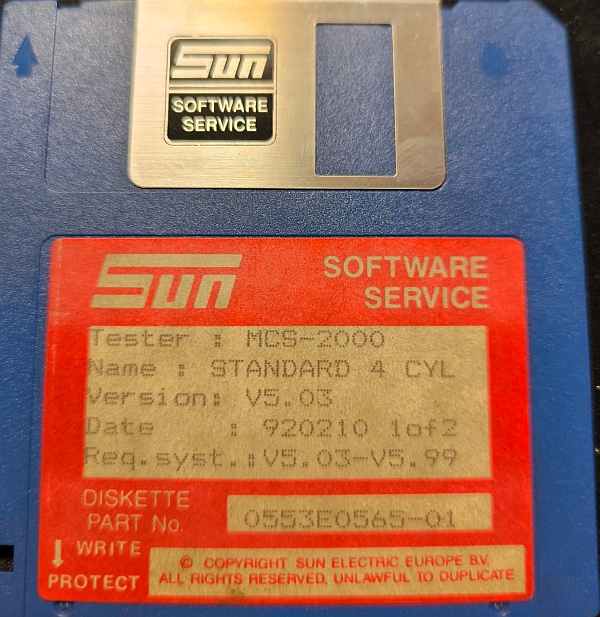 Sun
SOFTWARE
SERVICE
Sun
SOFTWARE
SERVICE
Tester : MCS-2000
Name : STANDARD 4 CYL
Version: V5.03
Date : 920210 1of2
Req.syst.:V5.03-V5.99
DISKETTE
PART No.
0553E0565-01
WRITE
PROTECT
© COPYRIGHT SUN ELECTRIC EUROPE B.V.
ALL RIGHTS RESERVED, UNLAWFUL TO DUPLICATE